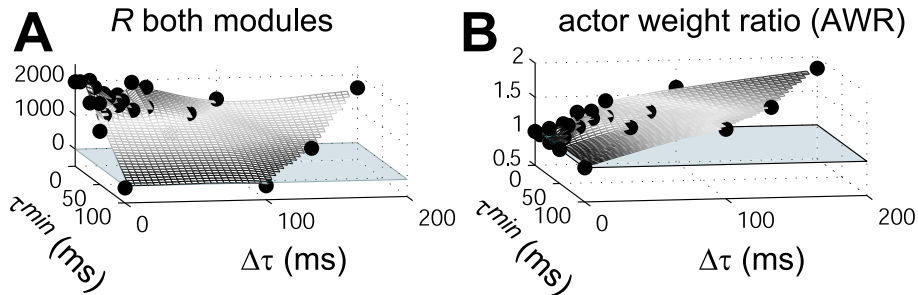 A
R both modules
2000
1000
0
0
50
100
τmin (ms)
0
100
200
Δτ (ms)
B
actor weight ratio (AWR)
2
1.5
1
0.5
0
50
100
τmin (ms)
0
100
200
Δτ (ms)